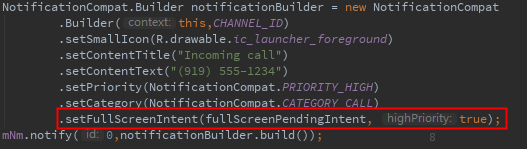 NotificationCompat.Builder notificationBuilder = new NotificationCompat
.Builder( context: this,CHANNEL_ID)
.setSmallIcon(R.drawable.ic_launcher_foreground)
.setContentTitle("Incoming call")
.setContentText("(919) 555-1234")
.setPriority(NotificationCompat.PRIORITY_HIGH)
.setCategory(NotificationCompat.CATEGORY_CALL)
.setFullScreenIntent(fullScreenPendingIntent, highPriority: true);
mNm.notify( id: 0,notificationBuilder.build()); 8